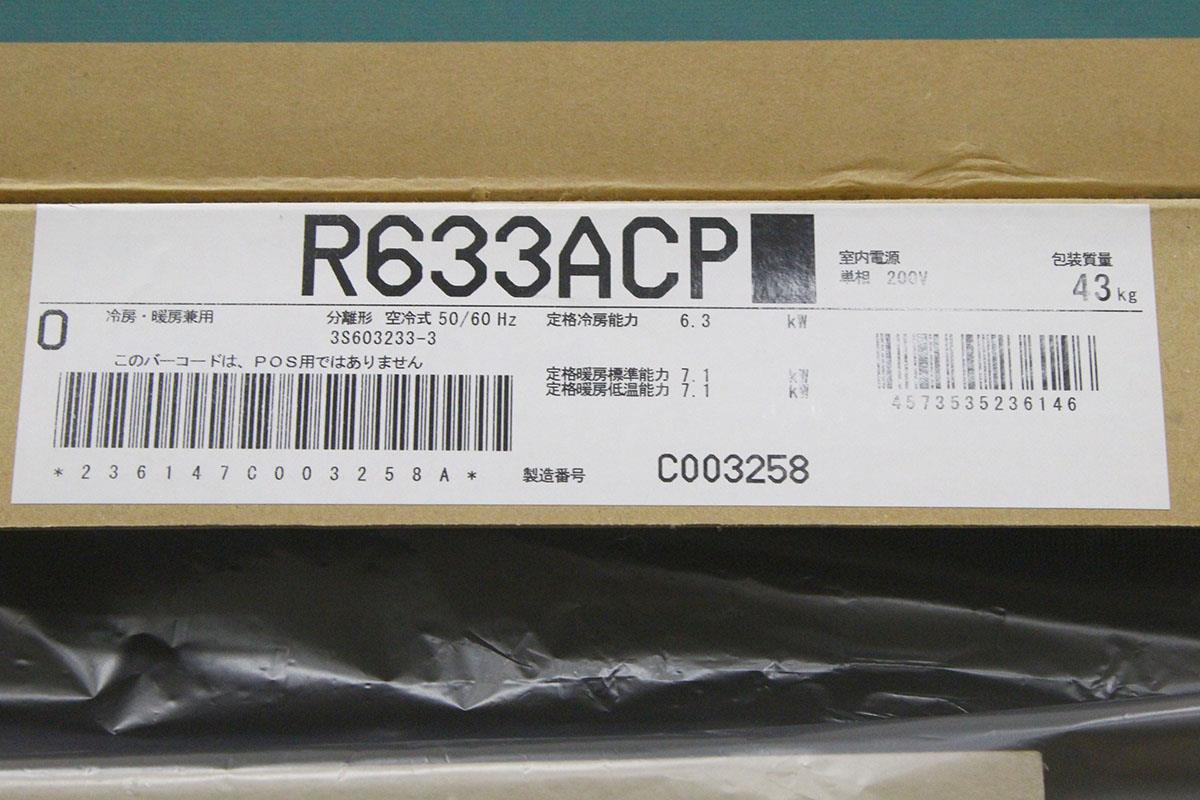 R633ACP
室内電源
単相 200V
包装質量
43kg
O
冷房・暖房兼用
分離形 空冷式 50/60Hz
3S603233-3
定格冷房能力 6.3 kW
このバーコードは、POS用ではありません
定格暖房標準能力 7.1 kW
定格暖房低温能力 7.1 kW
4573535236146
*236147C003258A*
製造番号 C003258